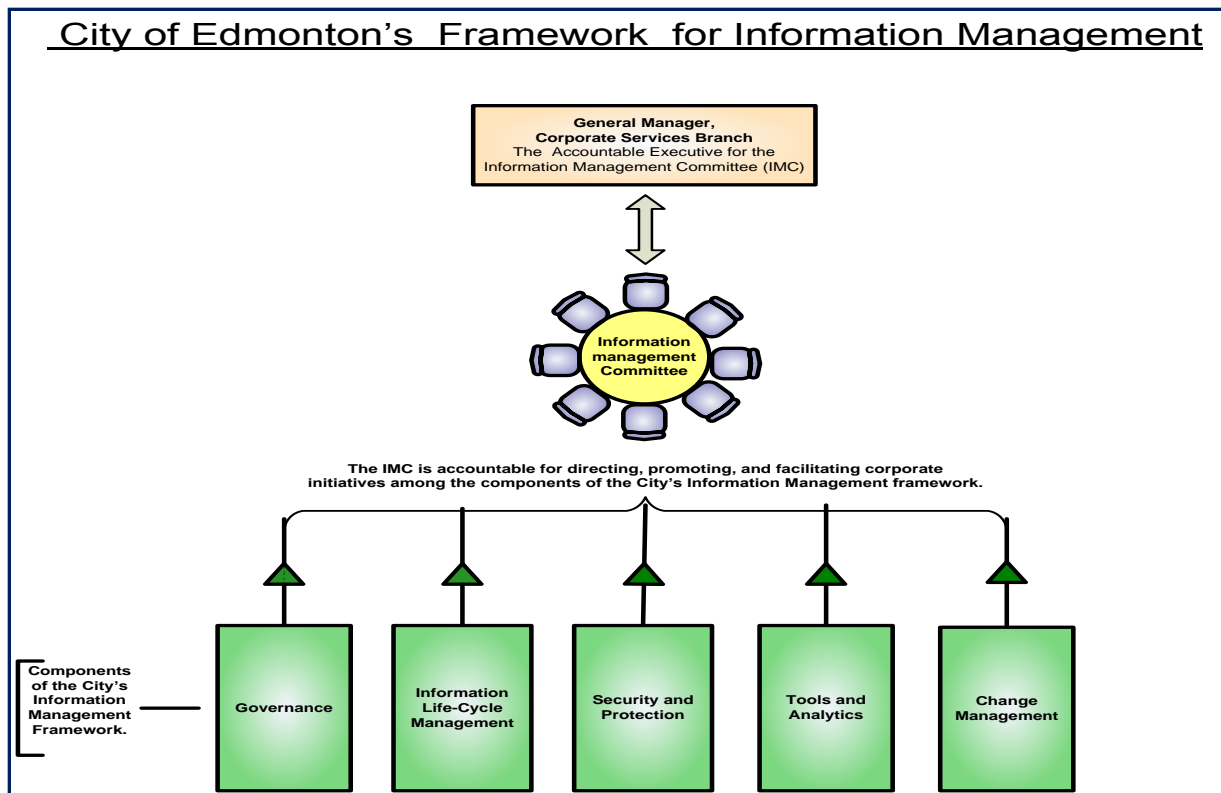 City of Edmonton's  Framework  for Information Management
General Manager,
Corporate Services Branch
The  Accountable Executive for the
Information Management Committee (IMC)
Information
management
Committee
The IMC is accountable for directing, promoting, and facilitating corporate
initiatives among the components of the City's Information Management framework.
Components
of the City's
Information
Management
Framework.
Governance
Information
Life-Cycle
Management
Security and
Protection
Tools and
Analytics
Change
Management